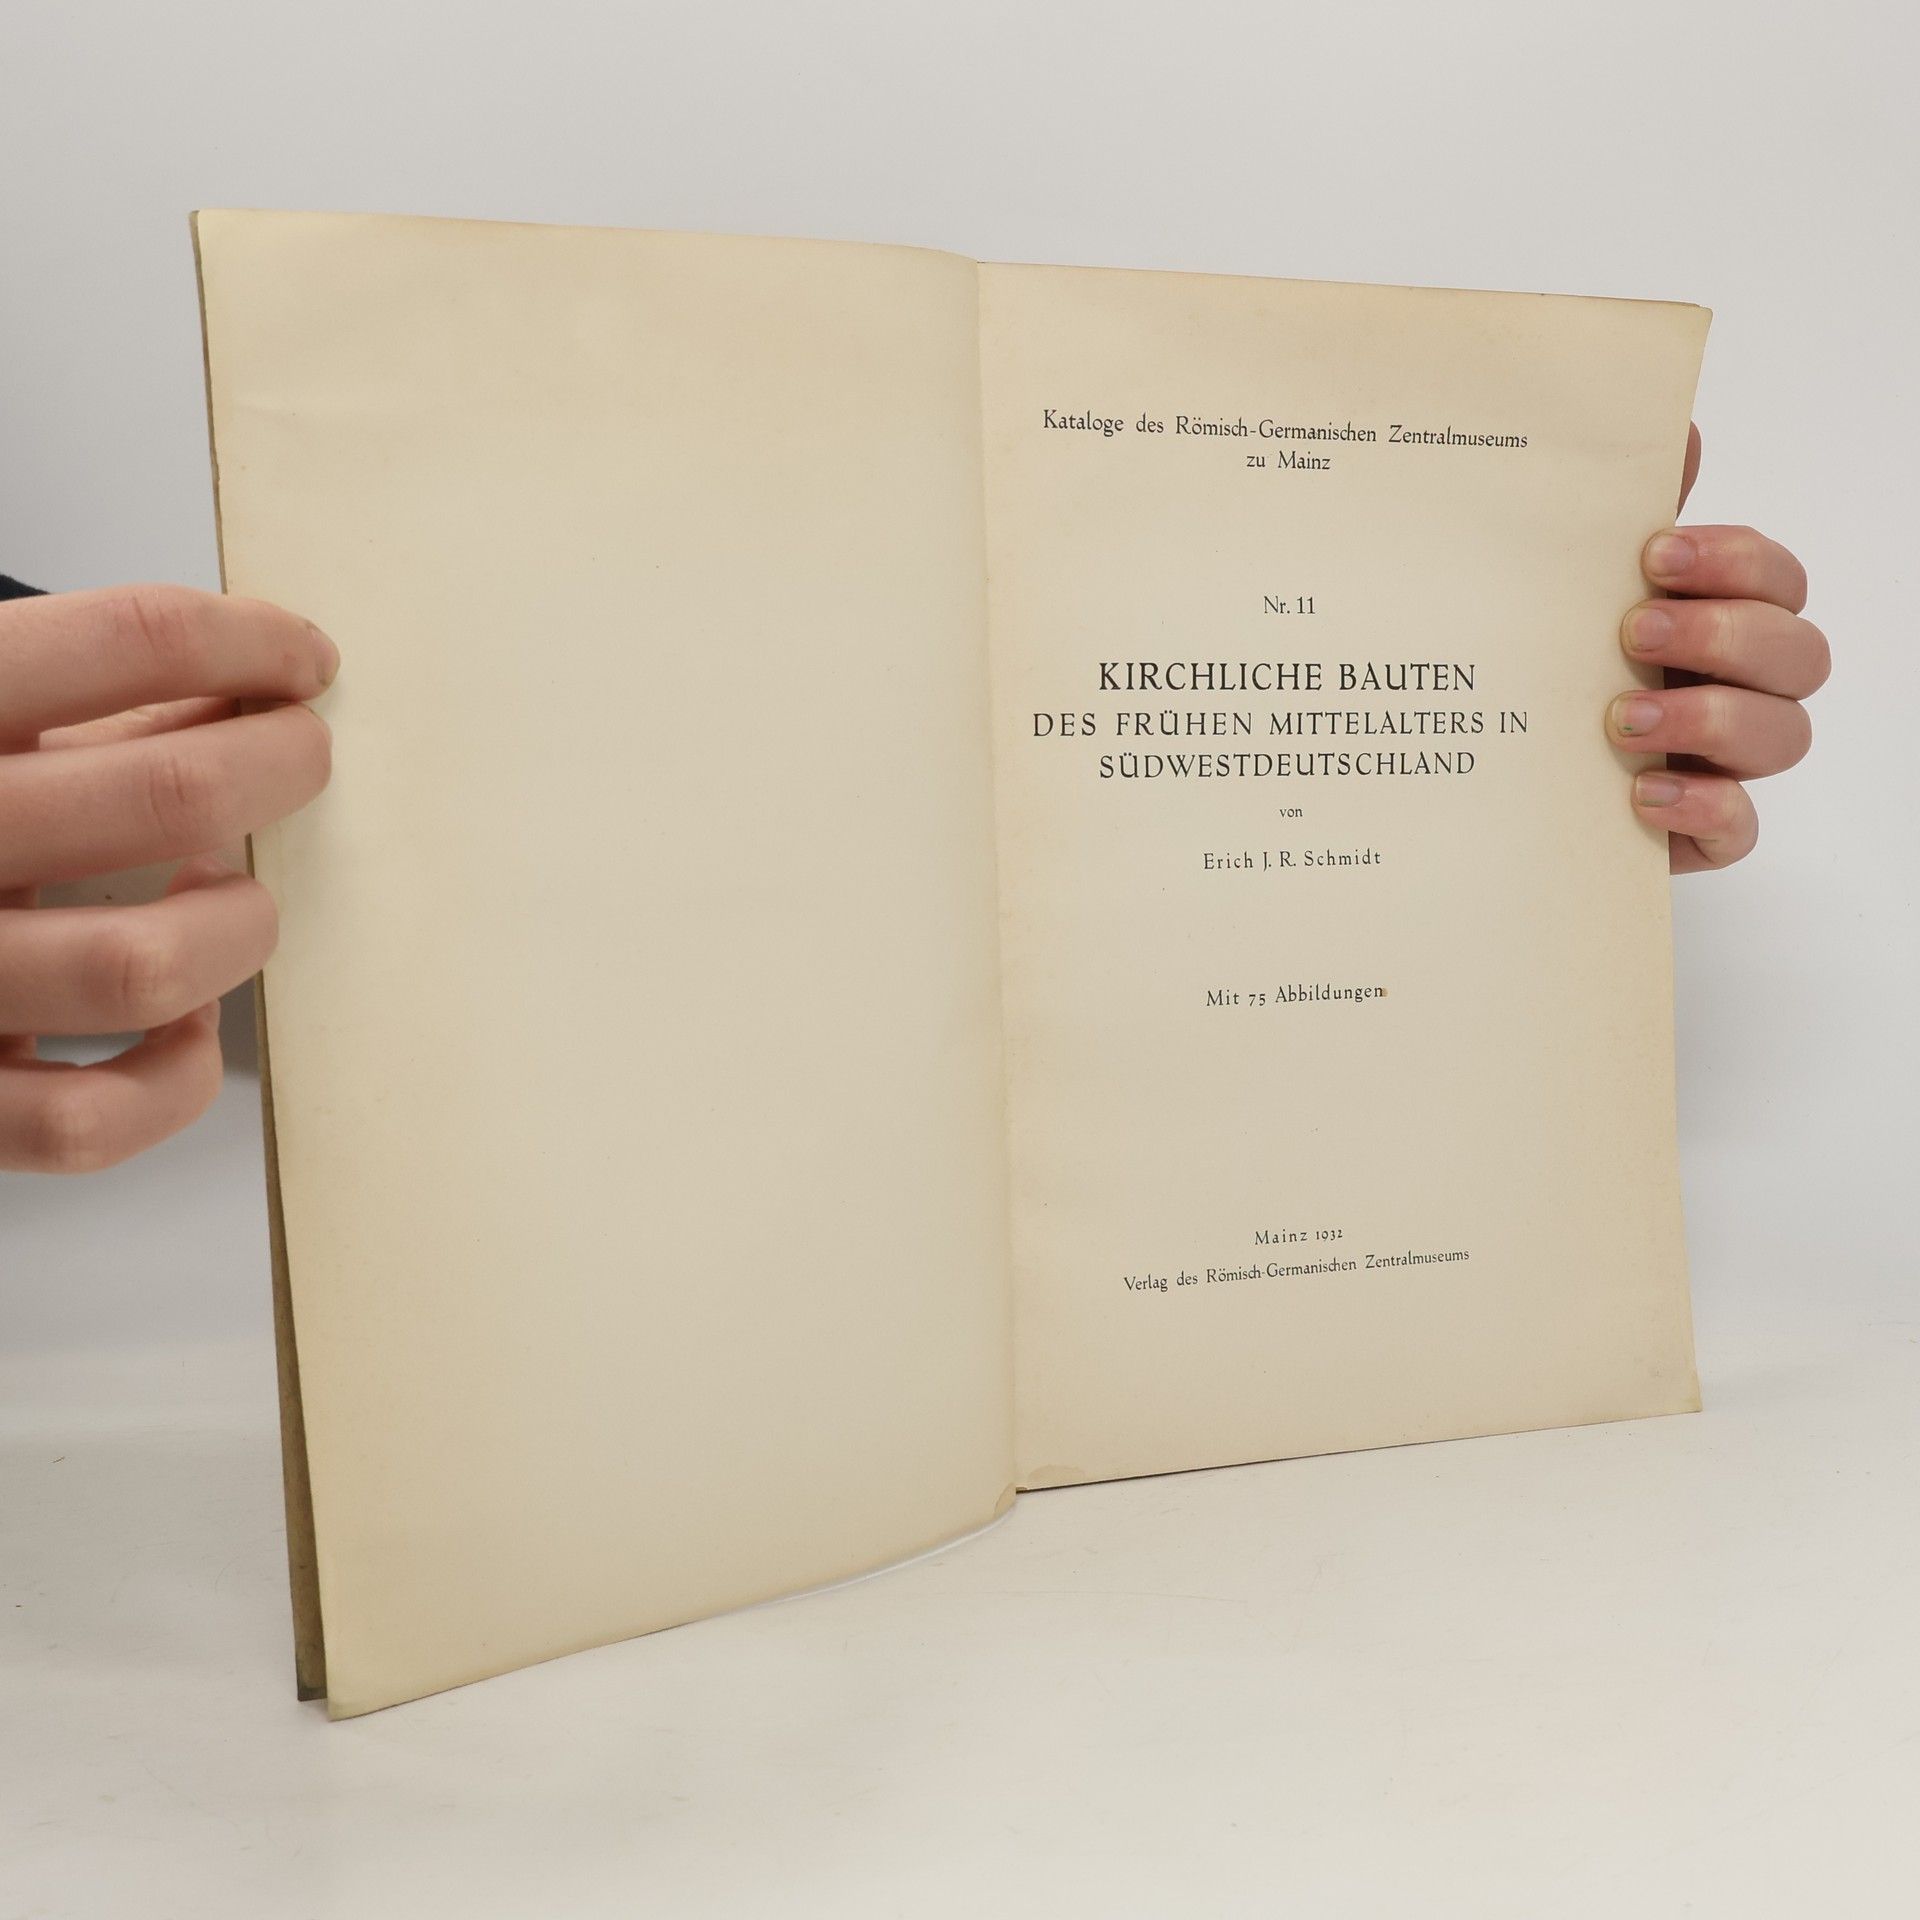 Kataloge des Römisch-Germanischen Zentralmuseums
zu Mainz
Nr. 11
KIRCHLICHE BAUTEN
DES FRÜHEN MITTELALTERS IN
SÜDWESTDEUTSCHLAND
von
Erich J. R. Schmidt
Mit 75 Abbildungen
Mainz 1932
Verlag des Römisch-Germanischen Zentralmuseums